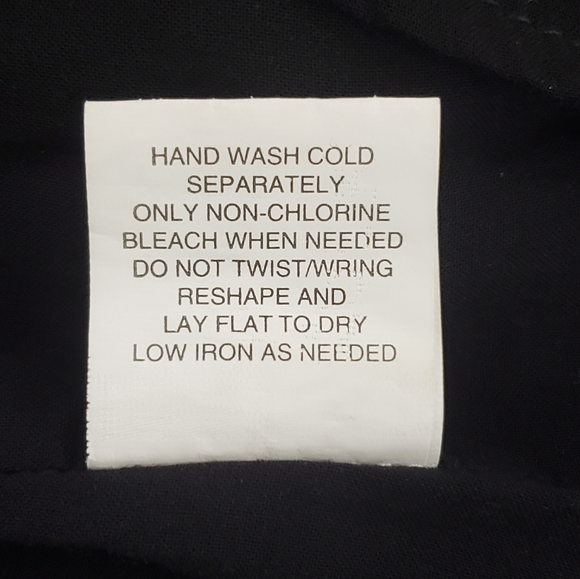 HAND WASH COLD
SEPARATELY
ONLY NON-CHLORINE
BLEACH WHEN NEEDED
DO NOT TWIST/WRING
RESHAPE AND
LAY FLAT TO DRY
LOW IRON AS NEEDED